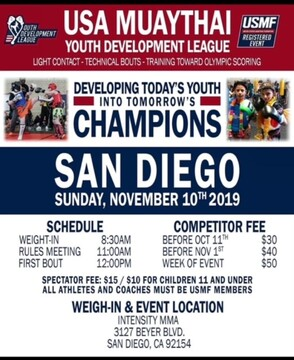 YOUTH
DEVELOPMENT
LEAGUE
USA MUAYTHAI
YOUTH DEVELOPMENT LEAGUE
USMF
REGISTERED
EVENT
LIGHT CONTACT - TECHNICAL BOUTS - TRAINING TOWARD OLYMPIC SCORING
DEVELOPING TODAY'S YOUTH
INTO TOMORROW'S
CHAMPIONS
SAN DIEGO
SUNDAY, NOVEMBER 10TH 2019
SCHEDULE
WEIGH-IN 8:30AM
RULES MEETING 11:00AM
FIRST BOUT 12:00PM
COMPETITOR FEE
BEFORE OCT 11TH $30
BEFORE NOV 1ST $40
WEEK OF EVENT $50
SPECTATOR FEE: $15 / $10 FOR CHILDREN 11 AND UNDER
ALL ATHLETES AND COACHES MUST BE USMF MEMBERS
WEIGH-IN & EVENT LOCATION
INTENSITY MMA
3127 BEYER BLVD.
SAN DIEGO, CA 92154